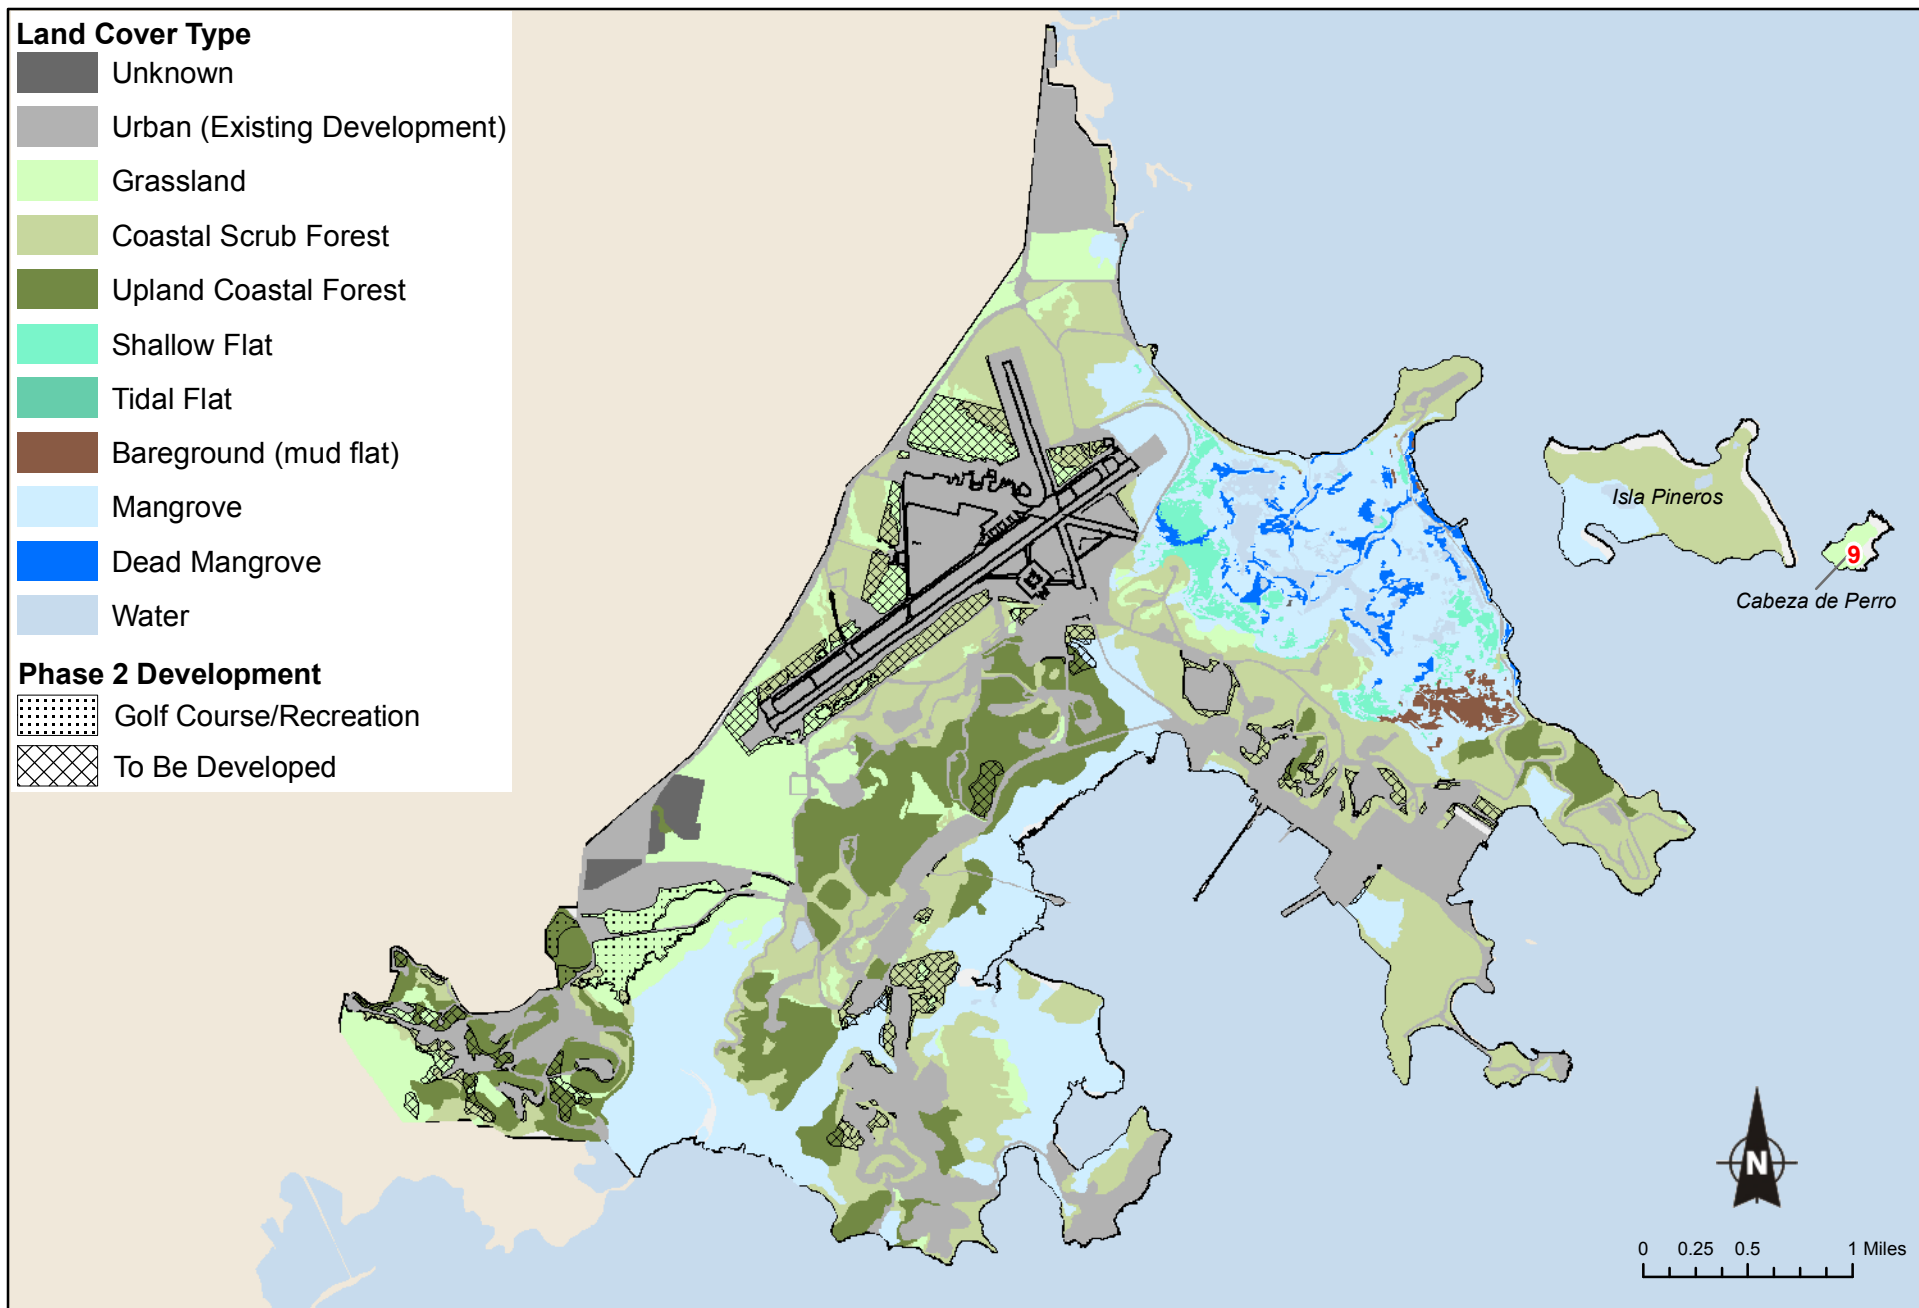 Land Cover Type
Unknown
Urban (Existing Development)
Grassland
Coastal Scrub Forest
Upland Coastal Forest
Shallow Flat
Tidal Flat
Bareground (mud flat)
Mangrove
Dead Mangrove
Water
Phase 2 Development
Golf Course/Recreation
To Be Developed
Isla Pineros
9
Cabeza de Perro
N
0 0.25 0.5 1 Miles